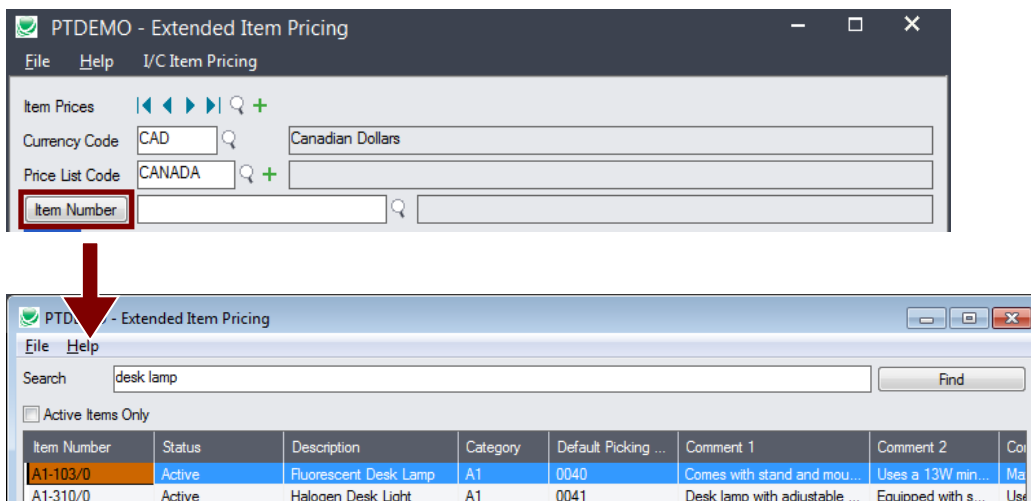 PTDEMO - Extended Item Pricing
File Help I/C Item Pricing
Item Prices
Currency Code CAD Canadian Dollars
Price List Code CANADA
Item Number
- Extended Item Pricing
File Help
Search desk lamp Find
Active Items Only
Item Number Status Description Category Default Picking ... Comment 1 Comment 2
A1-103/0 Active Fluorescent Desk Lamp A1 0040 Comes with stand and mou... Uses a 13W min...
A1-310/0 Active Halogen Desk Light A1 0041 Desk lamp with adjustable ... Equipped with s...